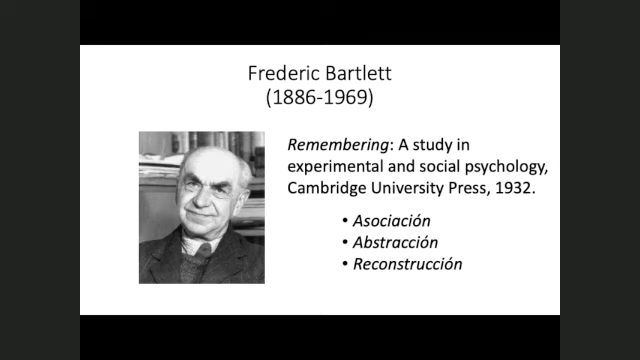 Frederic Bartlett
(1886-1969)
Remembering: A study in
experimental and social psychology,
Cambridge University Press, 1932.
• Asociación
• Abstracción
• Reconstrucción